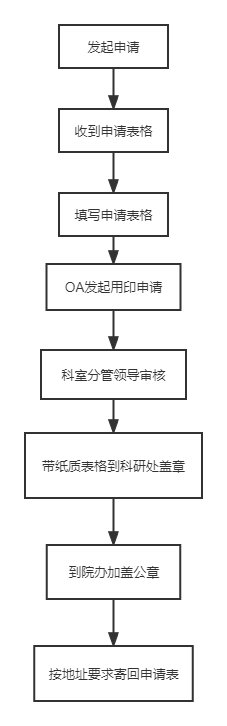 发起申请
收到申请表格
填写申请表格
OA发起用印申请
科室分管领导审核
带纸质表格到科研处盖章
到院办加盖公章
按地址要求寄回申请表